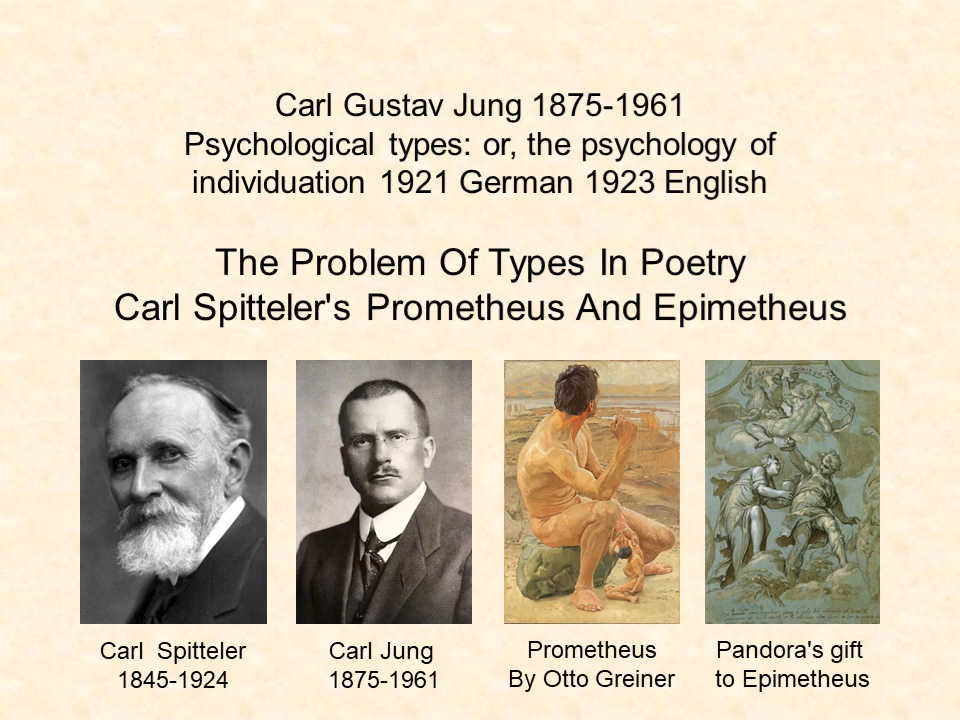 Carl Gustav Jung 1875-1961
Psychological types: or, the psychology of
individuation 1921 German 1923 English
The Problem Of Types In Poetry
Carl Spitteler's Prometheus And Epimetheus
Carl Spitteler
1845-1924
Carl Jung
1875-1961
Prometheus
By Otto Greiner
Pandora's gift
to Epimetheus